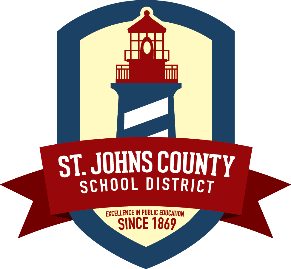 ST. JOHNS COUNTY
SCHOOL DISTRICT
EXCELLENCE IN PUBLIC EDUCATION
SINCE 1869